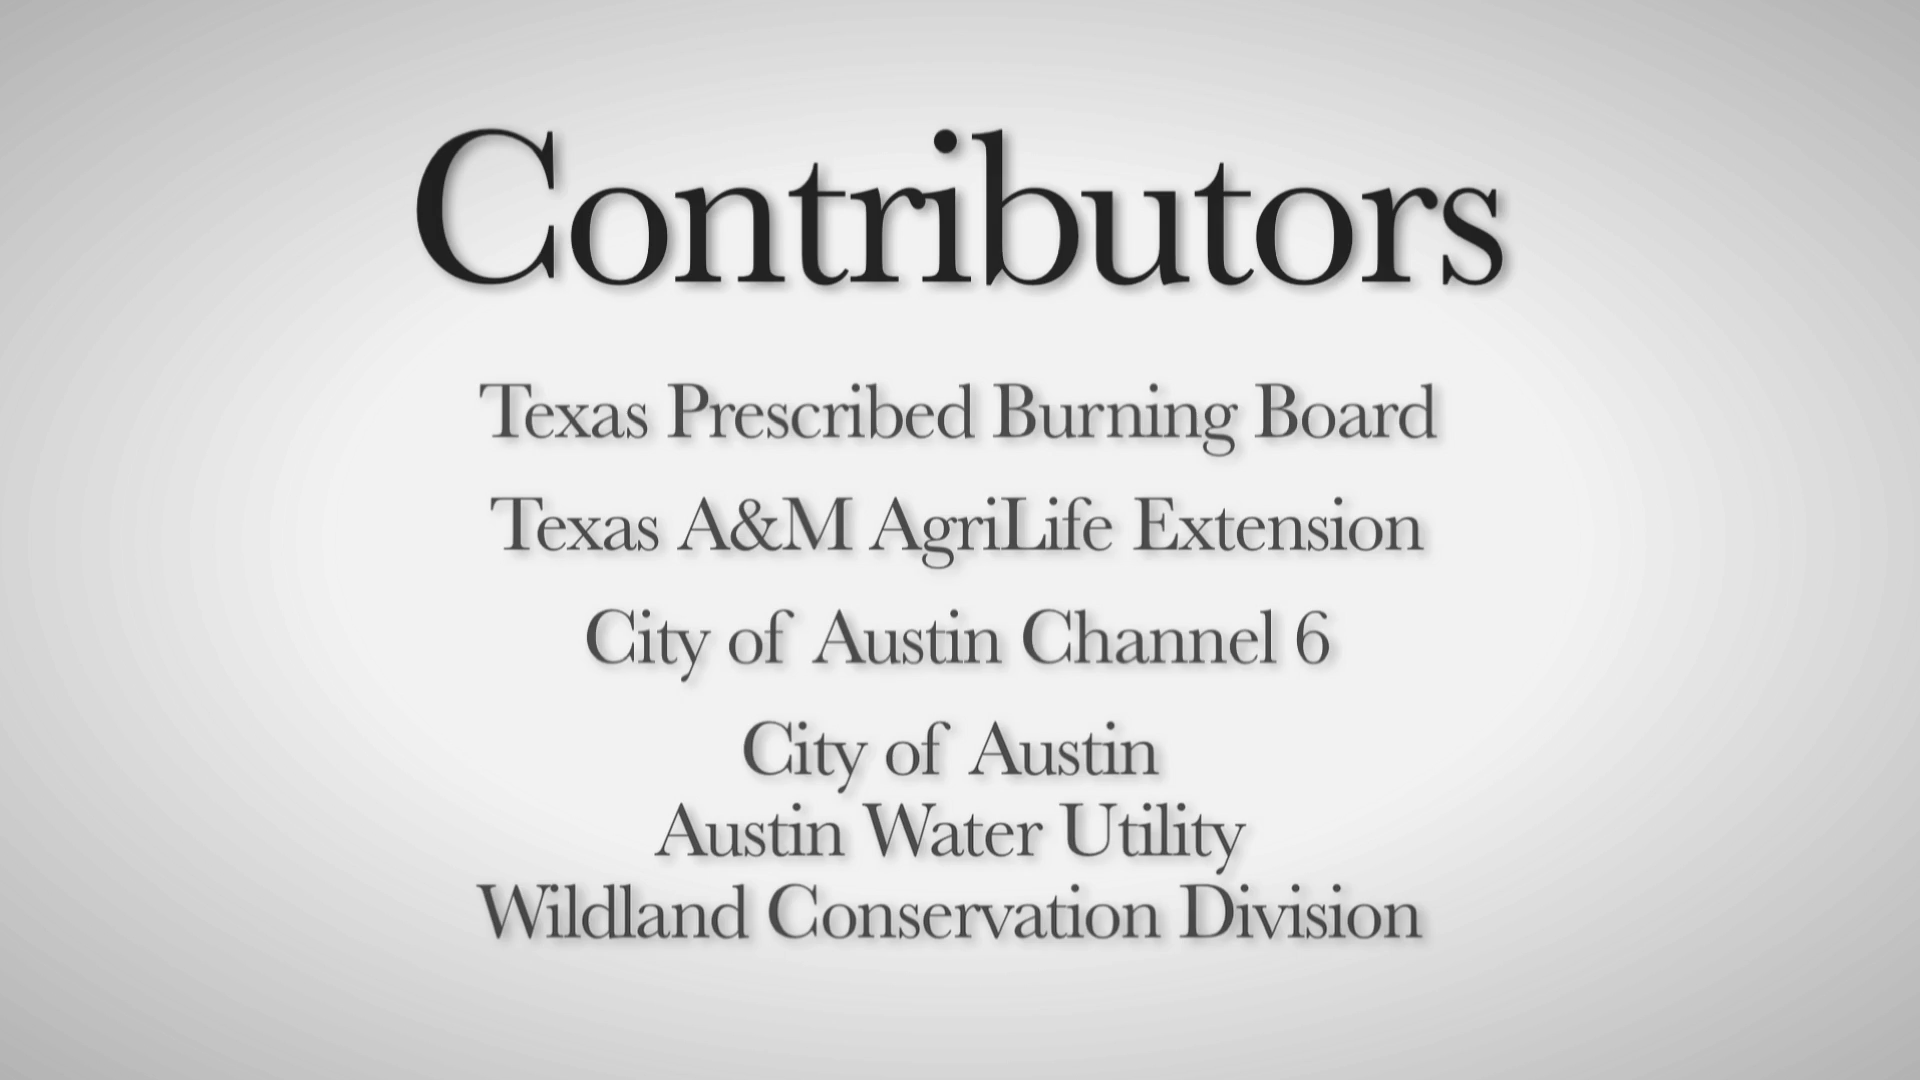 Contributors
Texas Prescribed Burning Board
Texas A&M AgriLife Extension
City of Austin Channel 6
City of Austin
Austin Water Utility
Wildland Conservation Division